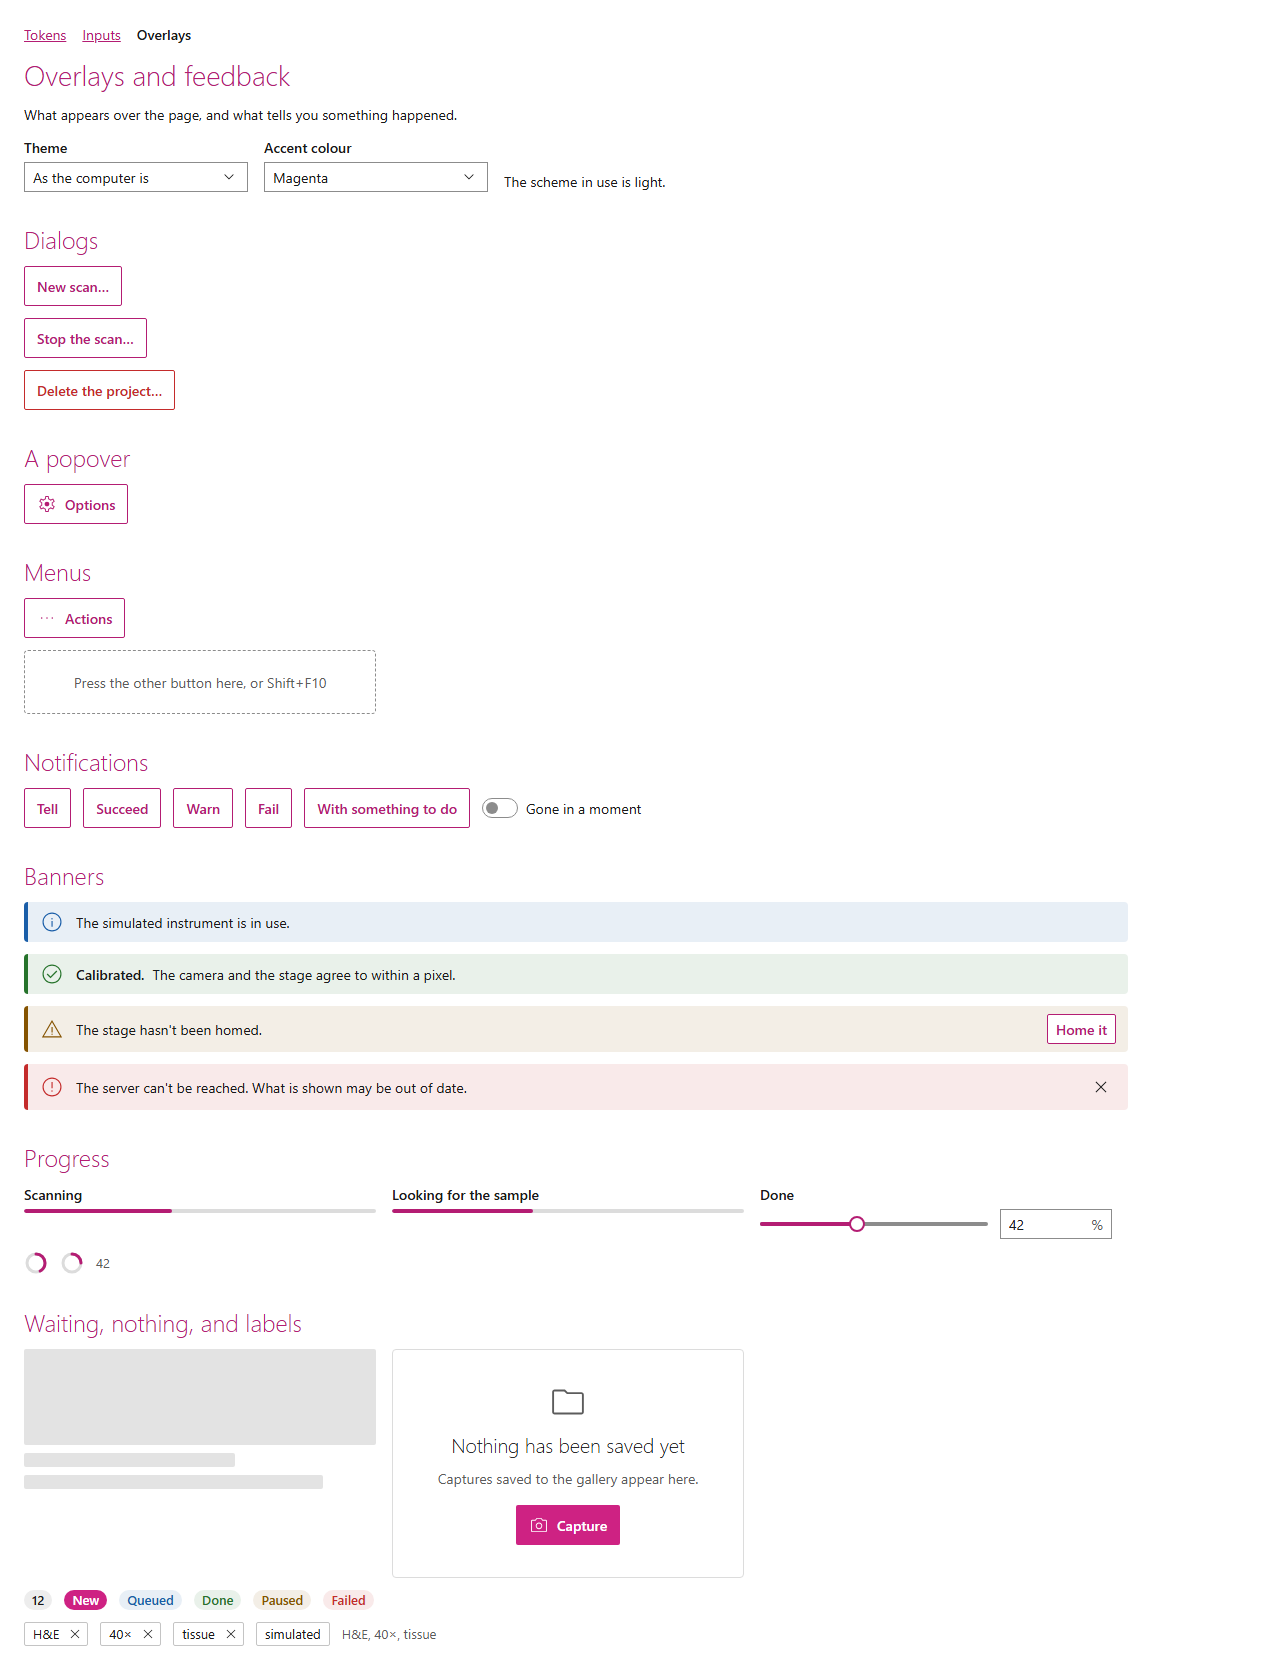 Tokens Inputs Overlays
Overlays and feedback
What appears over the page, and what tells you something happened.
Theme Accent colour
As the computer is Magenta The scheme in use is light.
Dialogs
New scan...
Stop the scan...
Delete the project...
A popover
Options
Menus
Actions
Press the other button here, or Shift+F10
Notifications
Tell Succeed Warn Fail With something to do Gone in a moment
Banners
The simulated instrument is in use.
Calibrated. The camera and the stage agree to within a pixel.
The stage hasn't been homed. Home it
The server can't be reached. What is shown may be out of date.
Progress
Scanning Looking for the sample Done
42 %
42
Waiting, nothing, and labels
Nothing has been saved yet
Captures saved to the gallery appear here.
Capture
12 New Queued Done Paused Failed
H&E 40× tissue simulated H&E, 40×, tissue